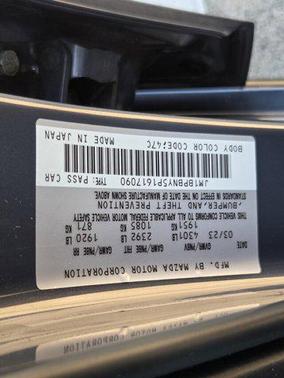 MFD. BY MAZDA MOTOR CORPORATION
03/23
GVWR/PNBV
4301 LB
1951KG
GAWR/PNBE FRT
2392 LB
1085 KG
GAWR/PNBE RR
1920 LB
871 KG
THIS VEHICLE CONFORMS TO ALL APPLICABLE FEDERAL MOTOR VEHICLE SAFETY
,BUMPER,AND THEFT PREVENTION
STANDARDS IN EFFECT ON THE DATE OF MANUFACTURE SHOWN ABOVE.
JM1BPBNY5P1617090 TYPE: PASS CAR
BODY COLOR CODE:47C MADE IN JAPAN